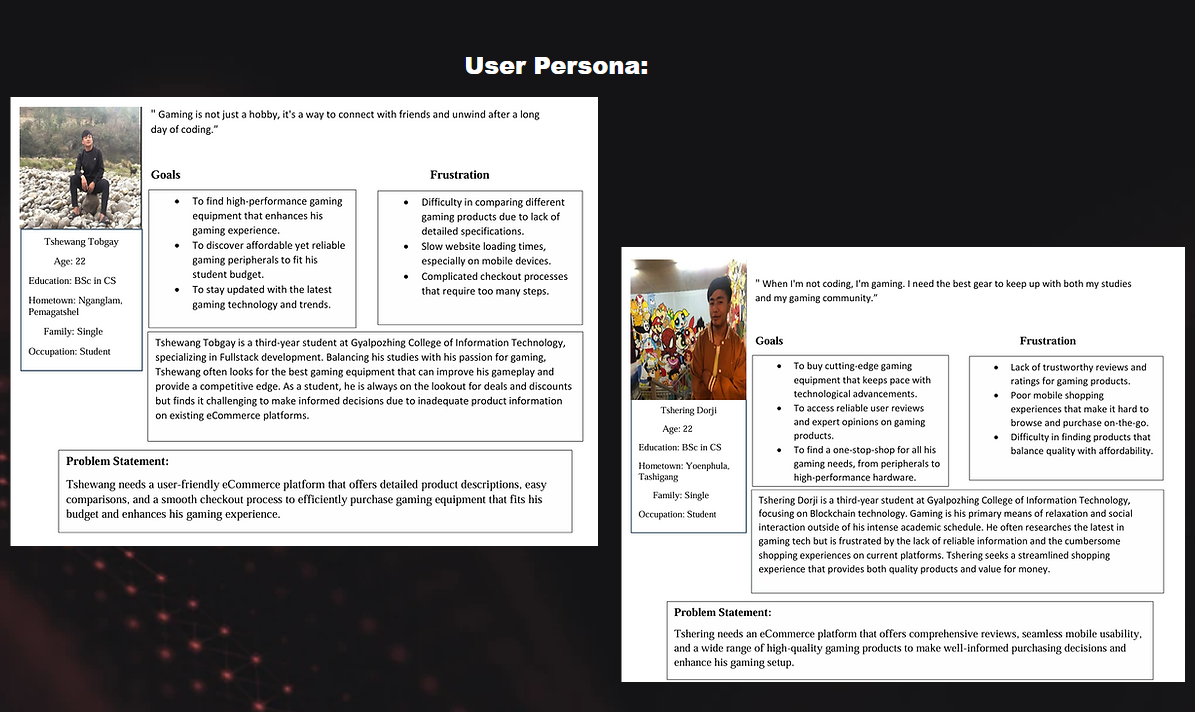 User Persona:
" Gaming is not just a hobby, it's a way to connect with friends and unwind after a long
day of coding."
Goals
• To find high-performance gaming
equipment that enhances his
gaming experience.
• To discover affordable yet reliable
gaming peripherals to fit his
student budget.
• To stay updated with the latest
gaming technology and trends.
Frustration
• Difficulty in comparing different
gaming products due to lack of
detailed specifications.
• Slow website loading times,
especially on mobile devices.
• Complicated checkout processes
that require too many steps.
Tshewang Tobgay
Age: 22
Education: BSc in CS
Hometown: Nganglam,
Pemagatshel
Family: Single
Occupation: Student
Tshewang Tobgay is a third-year student at Gyalpozhing College of Information Technology,
specializing in Fullstack development. Balancing his studies with his passion for gaming,
Tshewang often looks for the best gaming equipment that can improve his gameplay and
provide a competitive edge. As a student, he is always on the lookout for deals and discounts
but finds it challenging to make informed decisions due to inadequate product information
on existing eCommerce platforms.
Problem Statement:
Tshewang needs a user-friendly eCommerce platform that offers detailed product descriptions, easy
comparisons, and a smooth checkout process to efficiently purchase gaming equipment that fits his
budget and enhances his gaming experience.
" When I'm not coding, I'm gaming. I need the best gear to keep up with both my studies
and my gaming community."
Goals
• To buy cutting-edge gaming
equipment that keeps pace with
technological advancements.
• To access reliable user reviews
and expert opinions on gaming
products.
• To find a one-stop-shop for all his
gaming needs, from peripherals to
high-performance hardware.
Frustration
• Lack of trustworthy reviews and
ratings for gaming products.
• Poor mobile shopping
experiences that make it hard to
browse and purchase on-the-go.
• Difficulty in finding products that
balance quality with affordability.
Tshering Dorji
Age: 22
Education: BSc in CS
Hometown: Yoenphula,
Tashigang
Family: Single
Occupation: Student
Tshering Dorji is a third-year student at Gyalpozhing College of Information Technology,
focusing on Blockchain technology. Gaming is his primary means of relaxation and social
interaction outside of his intense academic schedule. He often researches the latest in
gaming tech but is frustrated by the lack of reliable information and the cumbersome
shopping experiences on current platforms. Tshering seeks a streamlined shopping
experience that provides both quality products and value for money.
Problem Statement:
Tshering needs an eCommerce platform that offers comprehensive reviews, seamless mobile usability,
and a wide range of high-quality gaming products to make well-informed purchasing decisions and
enhance his gaming setup.